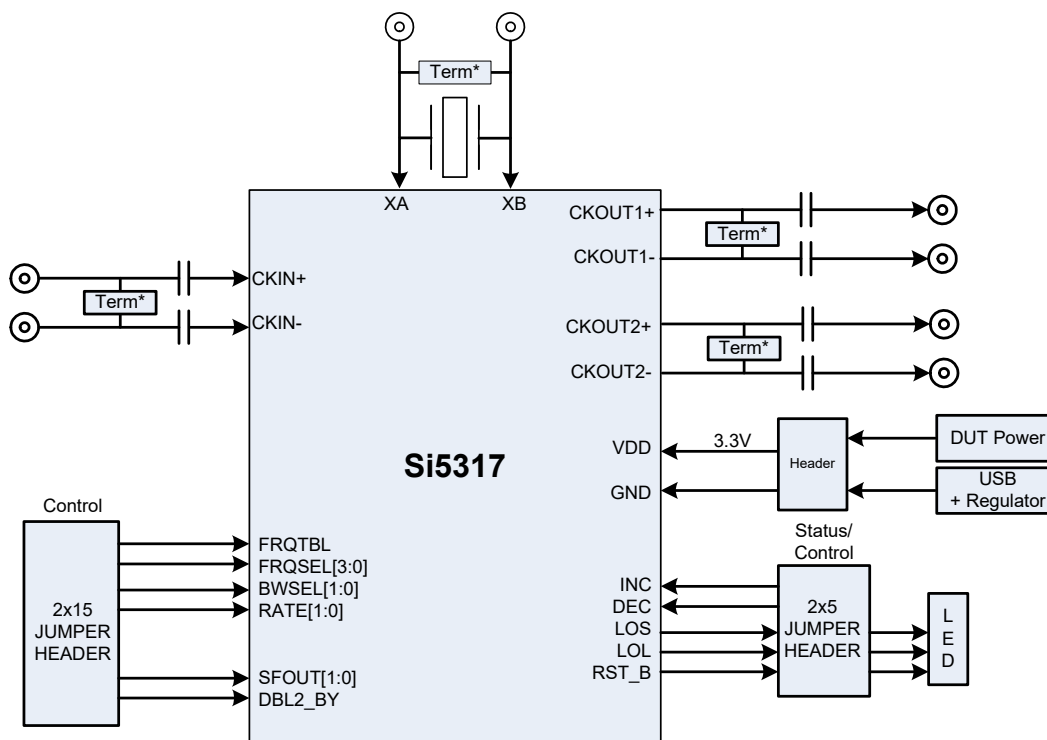 Term*
XA
XB
CKOUT1+
Term*
CKOUT1-
CKIN+
Term*
CKIN-
CKOUT2+
Term*
CKOUT2-
Si5317
VDD
3.3V
GND
Header
DUT Power
USB
+ Regulator
Control
2x15
JUMPER
HEADER
FRQTBL
FRQSEL[3:0]
BWSEL[1:0]
RATE[1:0]
SFOUT[1:0]
DBL2_BY
Status/
Control
INC
DEC
LOS
LOL
RST_B
2x5
JUMPER
HEADER
L
E
D